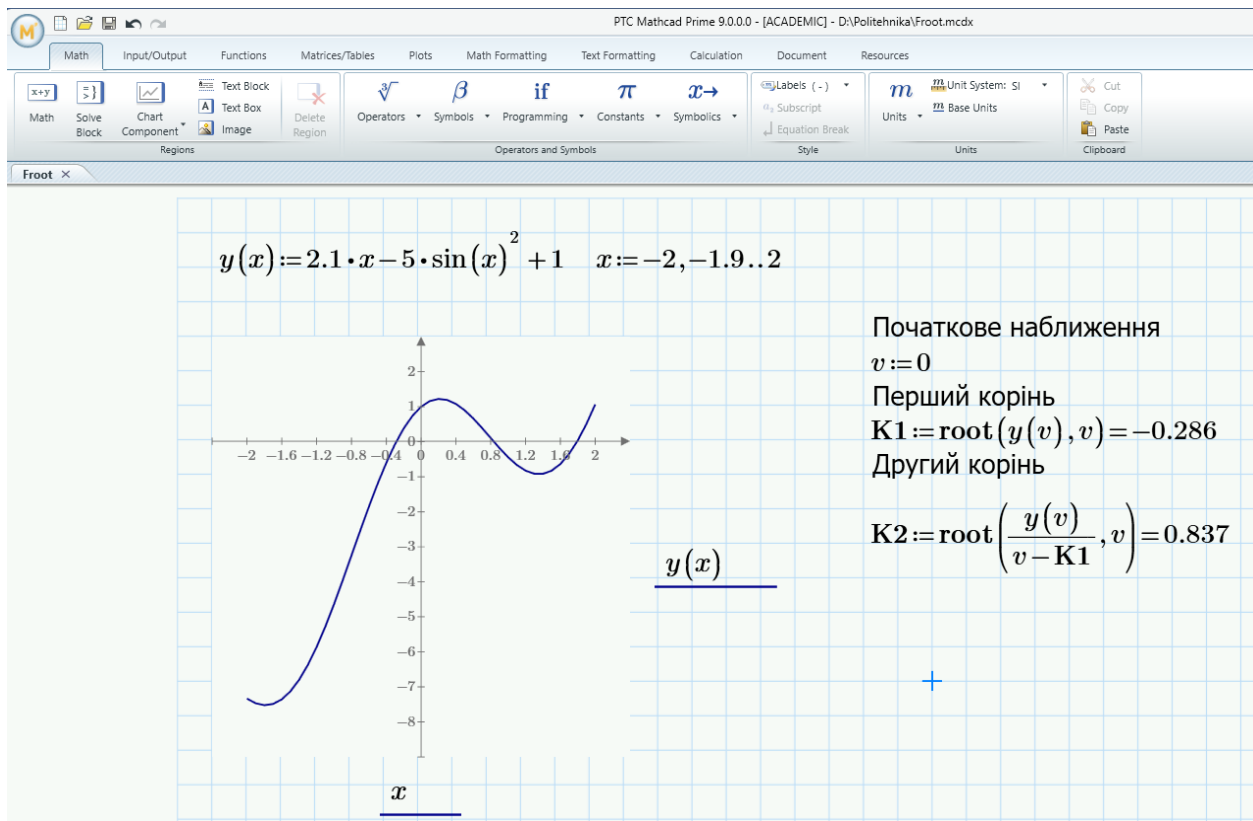 PTC Mathcad Prime 9.0.0.0 - [ACADEMIC] - D:\Politehnika\Froot.mcdx
Math Input/Output Functions Matrices/Tables Plots Math Formatting Text Formatting Calculation Document Resources
Math
Solve Block
Chart Component
Text Block
Text Box
Image
Delete Region
Operators
Symbols
Programming
Constants
Symbolics
Labels ( - )
Subscript
Equation Break
Units
Unit System: SI
Base Units
Cut
Copy
Paste
Regions
Operators and Symbols
Style
Units
Clipboard
Froot ×
y(x):=2.1•x−5•sin(x)²+1 x:=−2,−1.9..2
2
1
0
−1
−2
−3
−4
−5
−6
−7
−8
−2 −1.6 −1.2 −0.8 −0.4 0 0.4 0.8 1.2 1.6 2
y(x)
x
Початкове наближення
v:=0
Перший корінь
K1:=root(y(v),v)=−0.286
Другий корінь
K2:=root(y(v)/(v−K1),v)=0.837